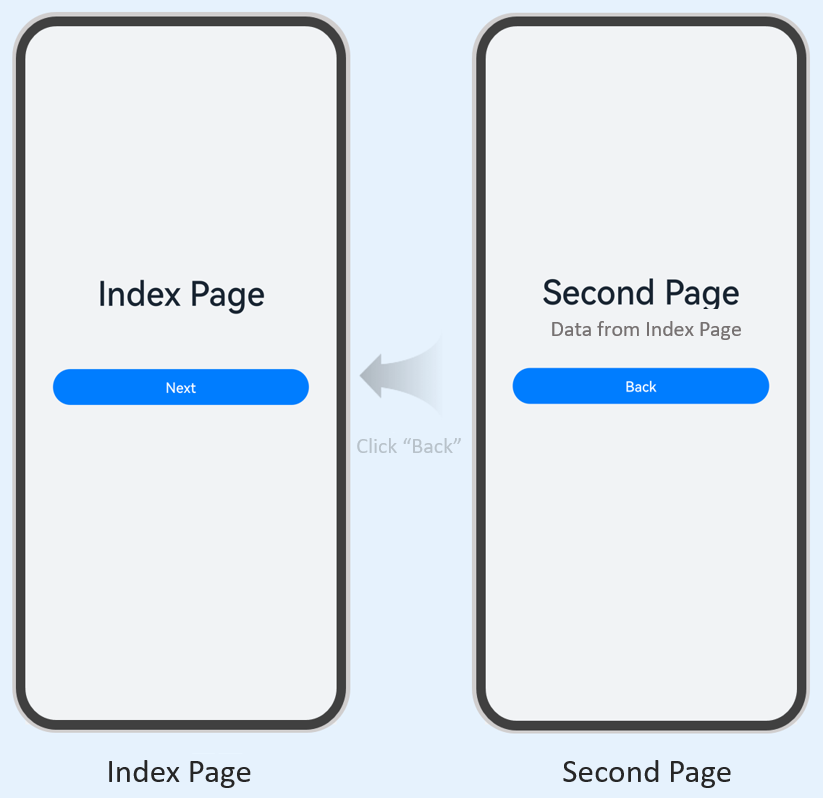 Index Page
Next
Click “Back”
Second Page
Data from Index Page
Back
Index Page
Second Page